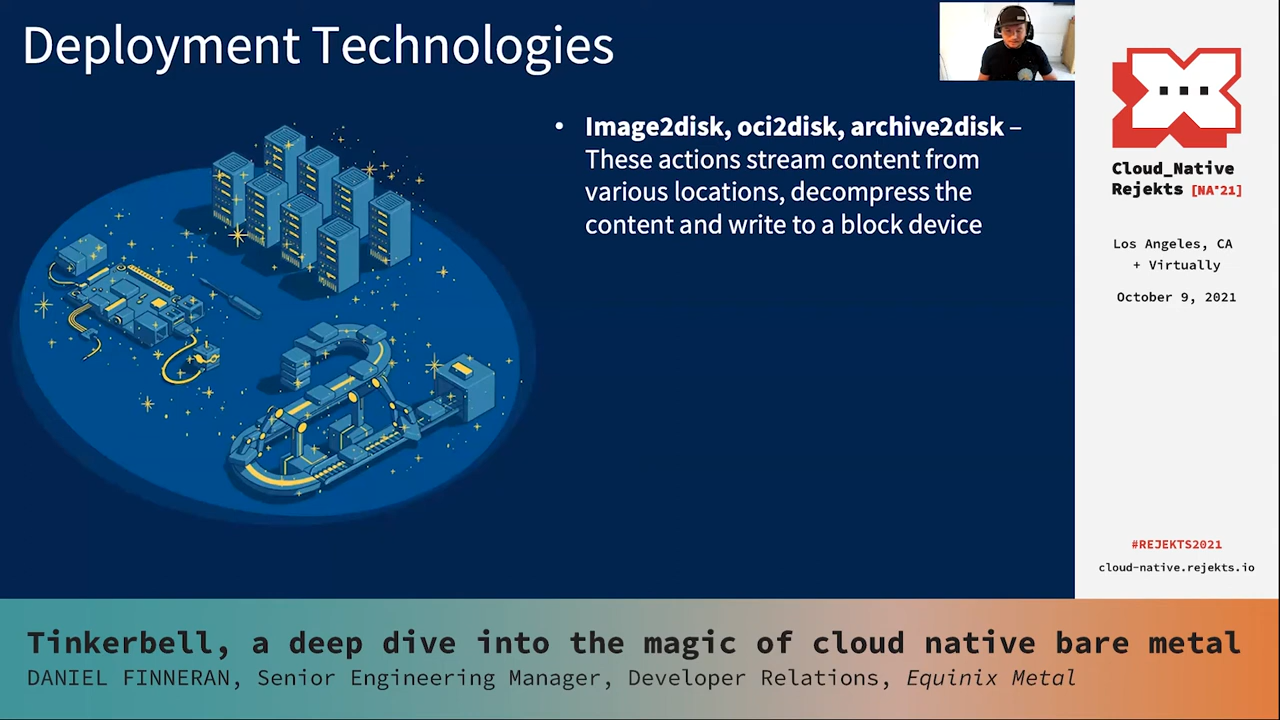 Deployment Technologies
• Image2disk, oci2disk, archive2disk –
These actions stream content from
various locations, decompress the
content and write to a block device
Cloud_Native
Rejekts [NA"21]
Los Angeles, CA
+ Virtually
October 9, 2021
#REJEKTS2021
cloud-native.rejekts.io
Tinkerbell, a deep dive into the magic of cloud native bare metal
DANIEL FINNERAN, Senior Engineering Manager, Developer Relations, Equinix Metal